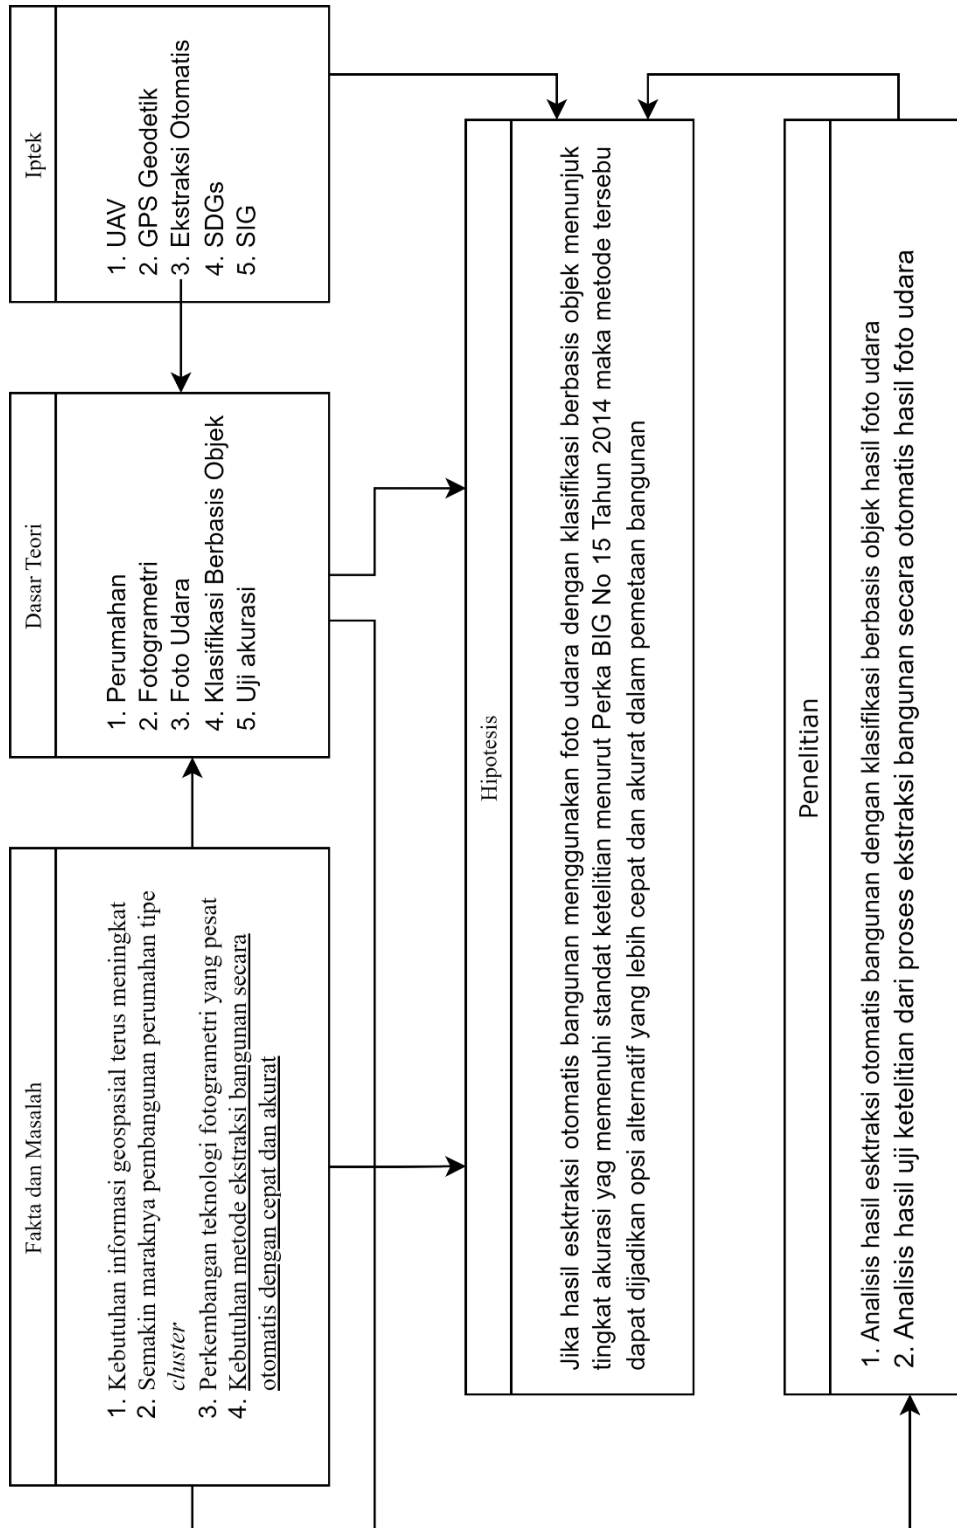 Fakta dan Masalah
1. Kebutuhan informasi geospasial terus meningkat
2. Semakin maraknya pembangunan perumahan tipe
cluster
3. Perkembangan teknologi fotogrametri yang pesat
4. Kebutuhan metode ekstraksi bangunan secara
otomatis dengan cepat dan akurat
Dasar Teori
1. Perumahan
2. Fotogrametri
3. Foto Udara
4. Klasifikasi Berbasis Objek
5. Uji akurasi
Iptek
1. UAV
2. GPS Geodetik
3. Ekstraksi Otomatis
4. SDGs
5. SIG
Hipotesis
Jika hasil esktraksi otomatis bangunan menggunakan foto udara dengan klasifikasi berbasis objek menunjuk
tingkat akurasi yag memenuhi standat ketelitian menurut Perka BIG No 15 Tahun 2014 maka metode tersebu
dapat dijadikan opsi alternatif yang lebih cepat dan akurat dalam pemetaan bangunan
Penelitian
1. Analisis hasil esktraksi otomatis bangunan dengan klasifikasi berbasis objek hasil foto udara
2. Analisis hasil uji ketelitian dari proses ekstraksi bangunan secara otomatis hasil foto udara